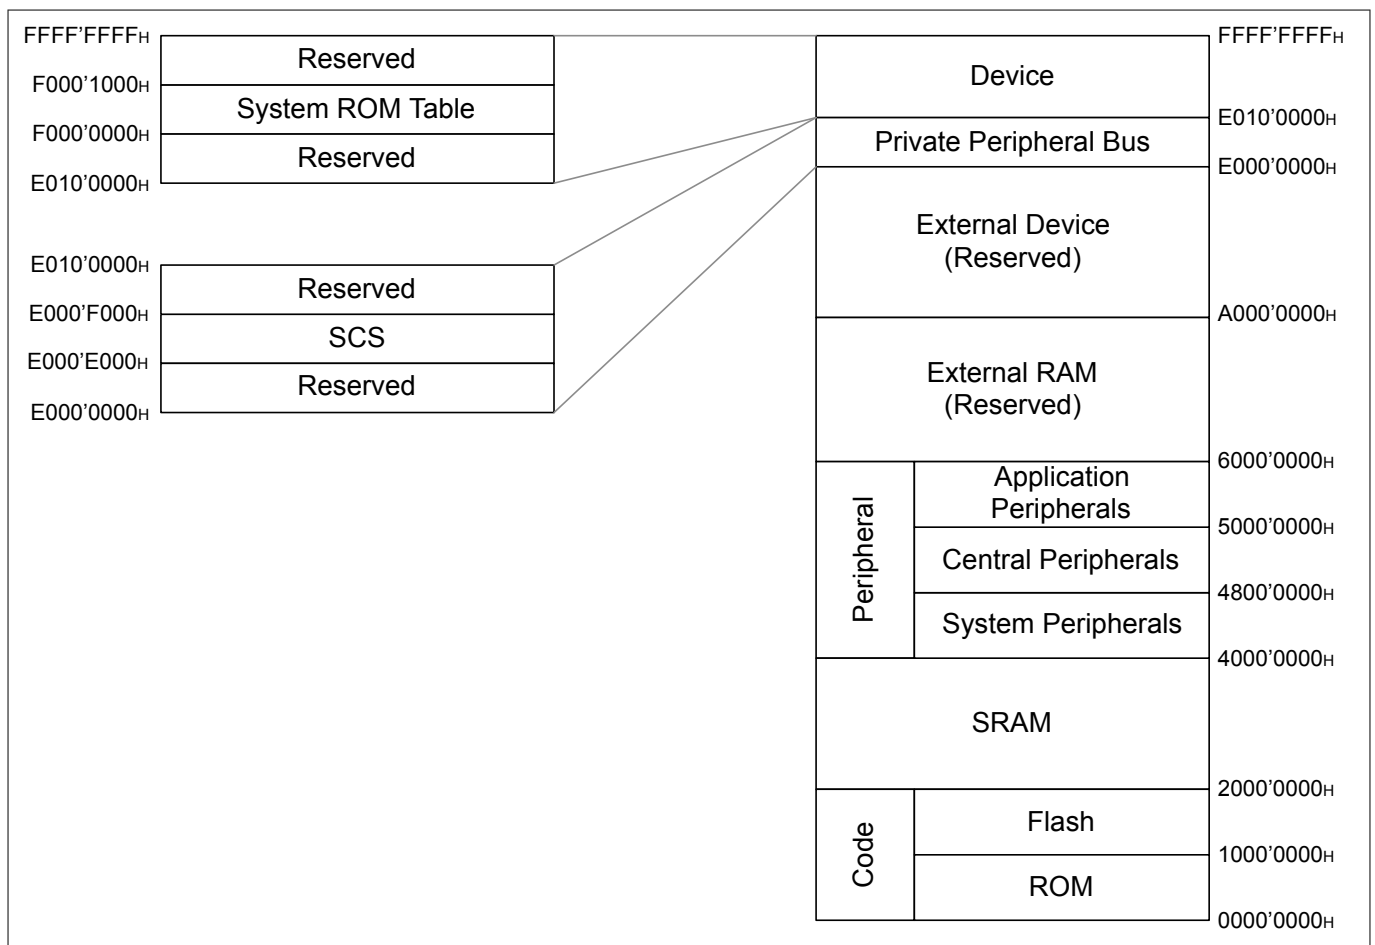 FFFF'FFFFH
Reserved
F000'1000H
System ROM Table
F000'0000H
Reserved
E010'0000H
E010'0000H
Reserved
E000'F000H
SCS
E000'E000H
Reserved
E000'0000H
FFFF'FFFFH
Device
E010'0000H
Private Peripheral Bus
E000'0000H
External Device
(Reserved)
A000'0000H
External RAM
(Reserved)
6000'0000H
Peripheral
Application
Peripherals
5000'0000H
Central Peripherals
4800'0000H
System Peripherals
4000'0000H
SRAM
2000'0000H
Code
Flash
1000'0000H
ROM
0000'0000H